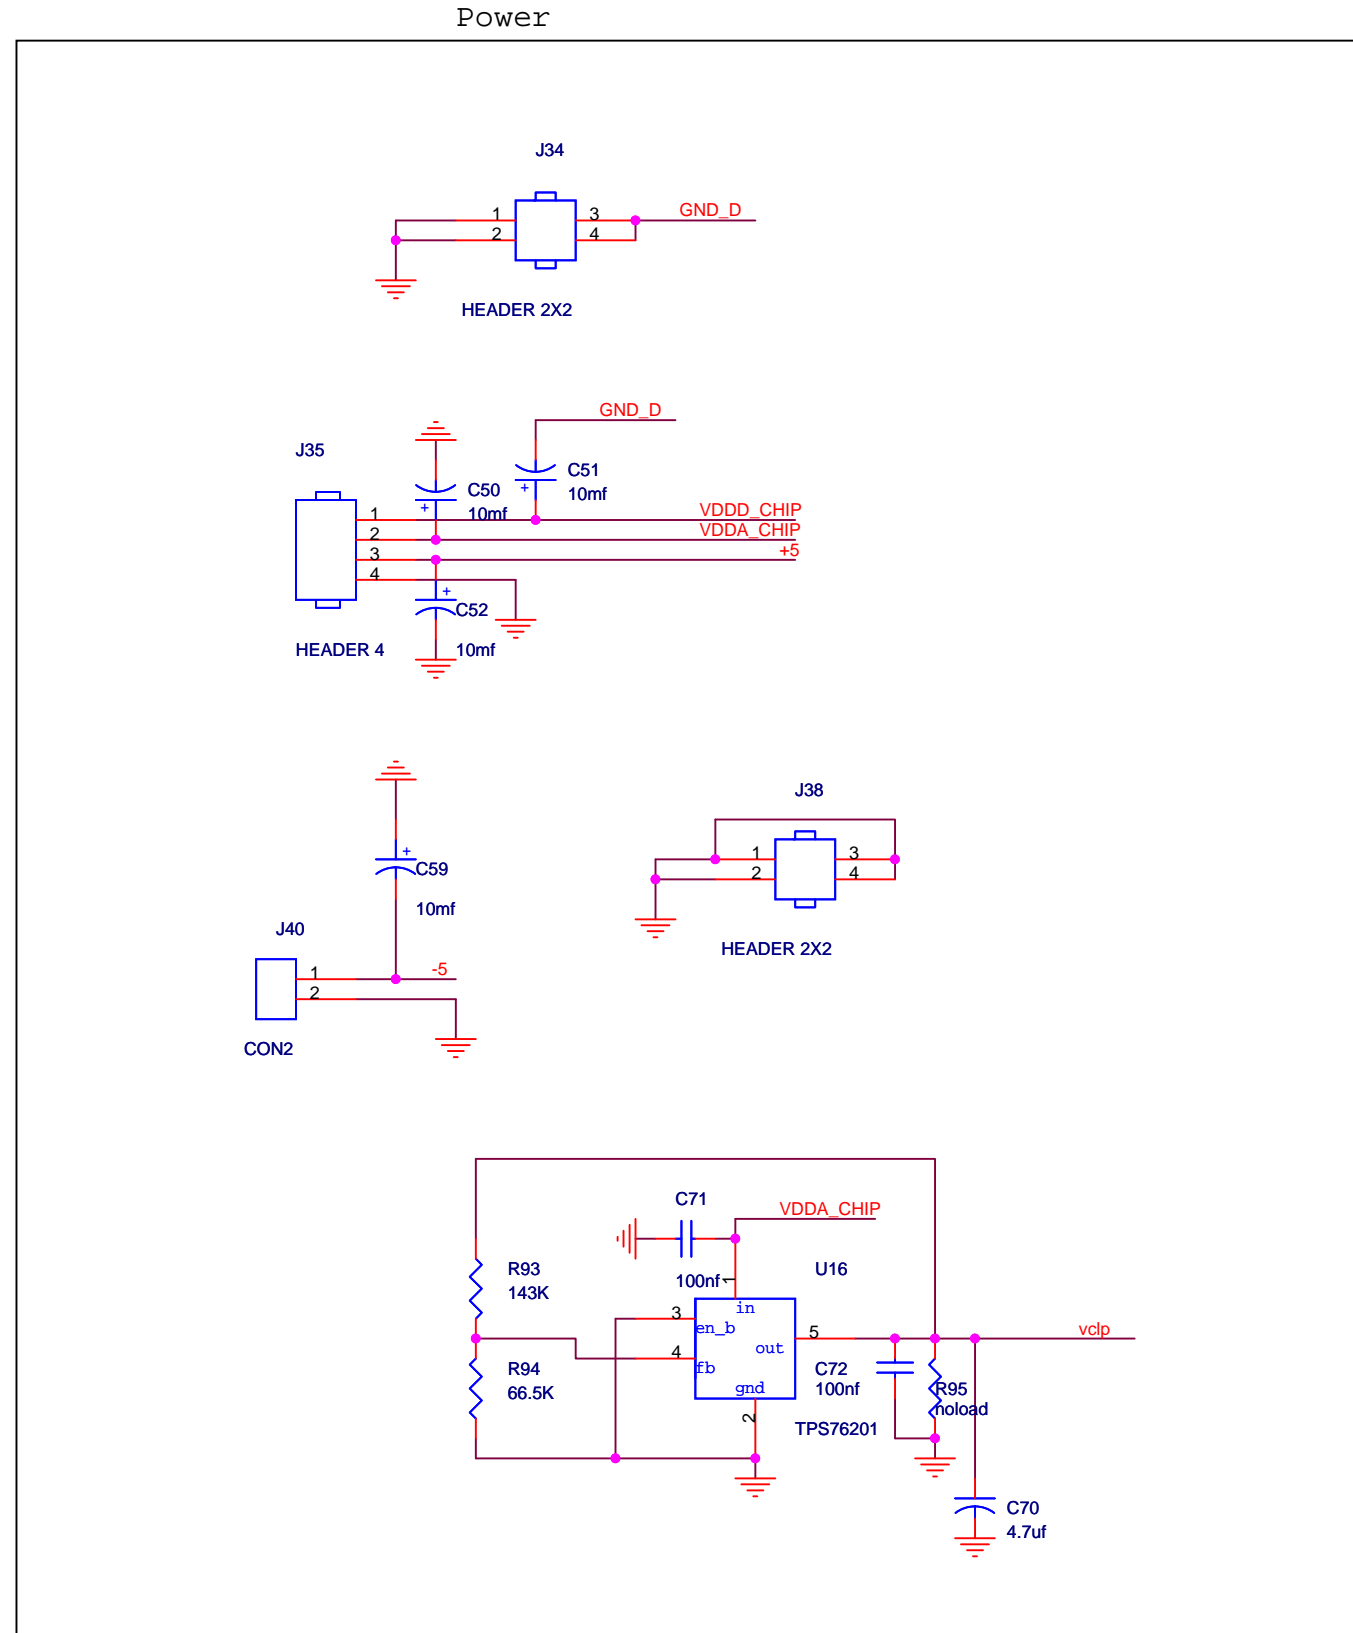 Power
J34
1
2
3
4
GND_D
HEADER 2X2
GND_D
J35
C50
10mf
C51
10mf
+
+
1
2
3
4
VDDD_CHIP
VDDA_CHIP
+5
+
C52
10mf
HEADER 4
+
C59
10mf
J40
1
2
-5
CON2
J38
1
2
3
4
HEADER 2X2
C71
100nf
VDDA_CHIP
U16
R93
143K
R94
66.5K
1
in
3
en_b
4
fb
out
5
gnd
2
TPS76201
C72
100nf
R95
noload
vclp
C70
4.7uf